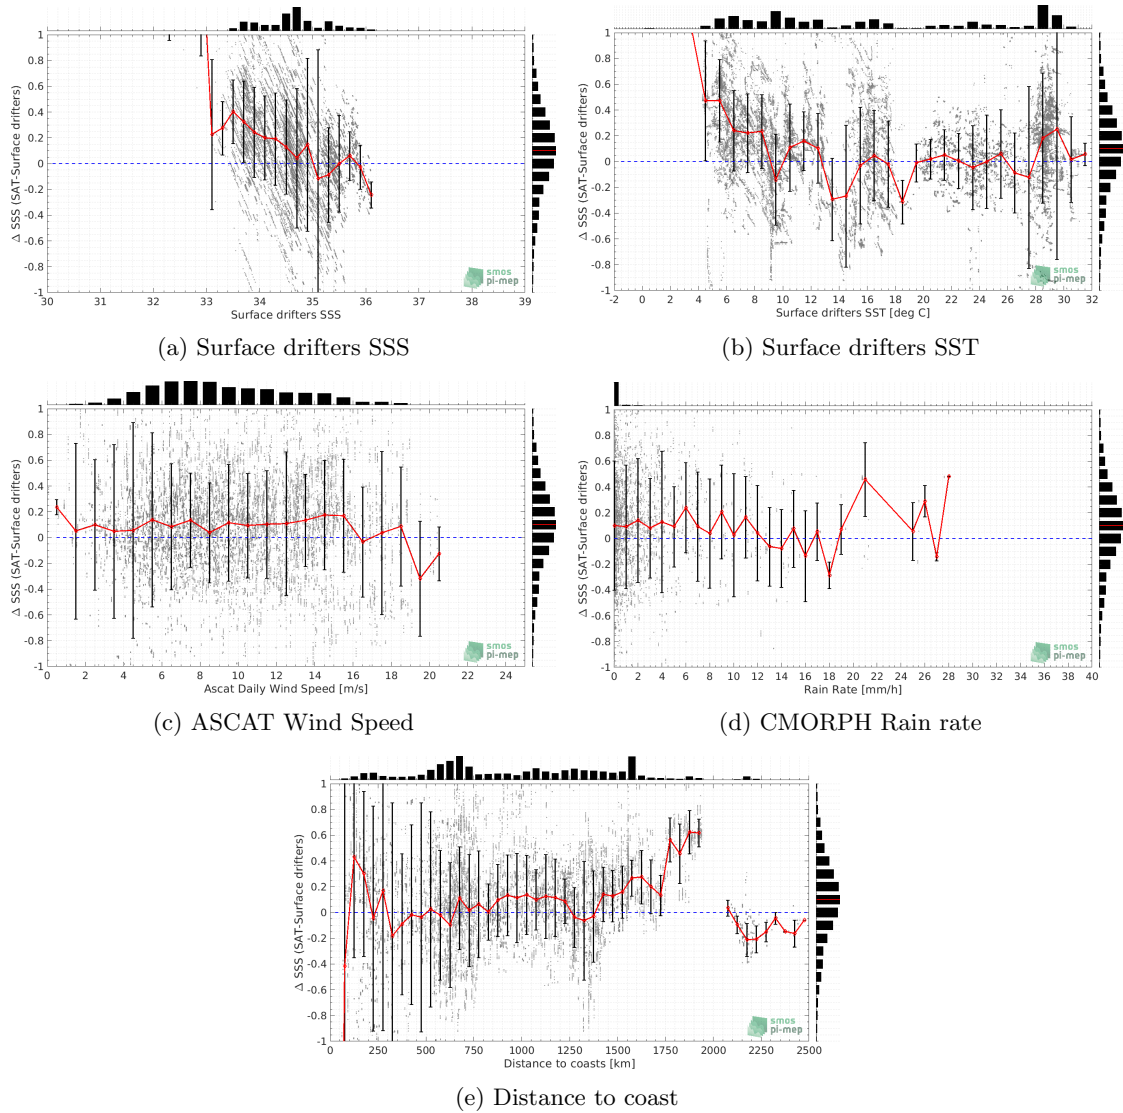 Δ SSS (SAT-Surface drifters)
1
0.8
0.6
0.4
0.2
0
-0.2
-0.4
-0.6
-0.8
-1
30 31 32 33 34 35 36 37 38 39
Surface drifters SSS
smos
pi-mep
(a) Surface drifters SSS
Δ SSS (SAT-Surface drifters)
1
0.8
0.6
0.4
0.2
0
-0.2
-0.4
-0.6
-0.8
-1
-2 0 2 4 6 8 10 12 14 16 18 20 22 24 26 28 30 32
Surface drifters SST [deg C]
smos
pi-mep
(b) Surface drifters SST
Δ SSS (SAT-Surface drifters)
1
0.8
0.6
0.4
0.2
0
-0.2
-0.4
-0.6
-0.8
-1
0 2 4 6 8 10 12 14 16 18 20 22 24
Ascat Daily Wind Speed [m/s]
smos
pi-mep
(c) ASCAT Wind Speed
Δ SSS (SAT-Surface drifters)
1
0.8
0.6
0.4
0.2
0
-0.2
-0.4
-0.6
-0.8
-1
0 2 4 6 8 10 12 14 16 18 20 22 24 26 28 30 32 34 36 38 40
Rain Rate [mm/h]
smos
pi-mep
(d) CMORPH Rain rate
Δ SSS (SAT-Surface drifters)
1
0.8
0.6
0.4
0.2
0
-0.2
-0.4
-0.6
-0.8
-1
0 250 500 750 1000 1250 1500 1750 2000 2250 2500
Distance to coasts [km]
smos
pi-mep
(e) Distance to coast